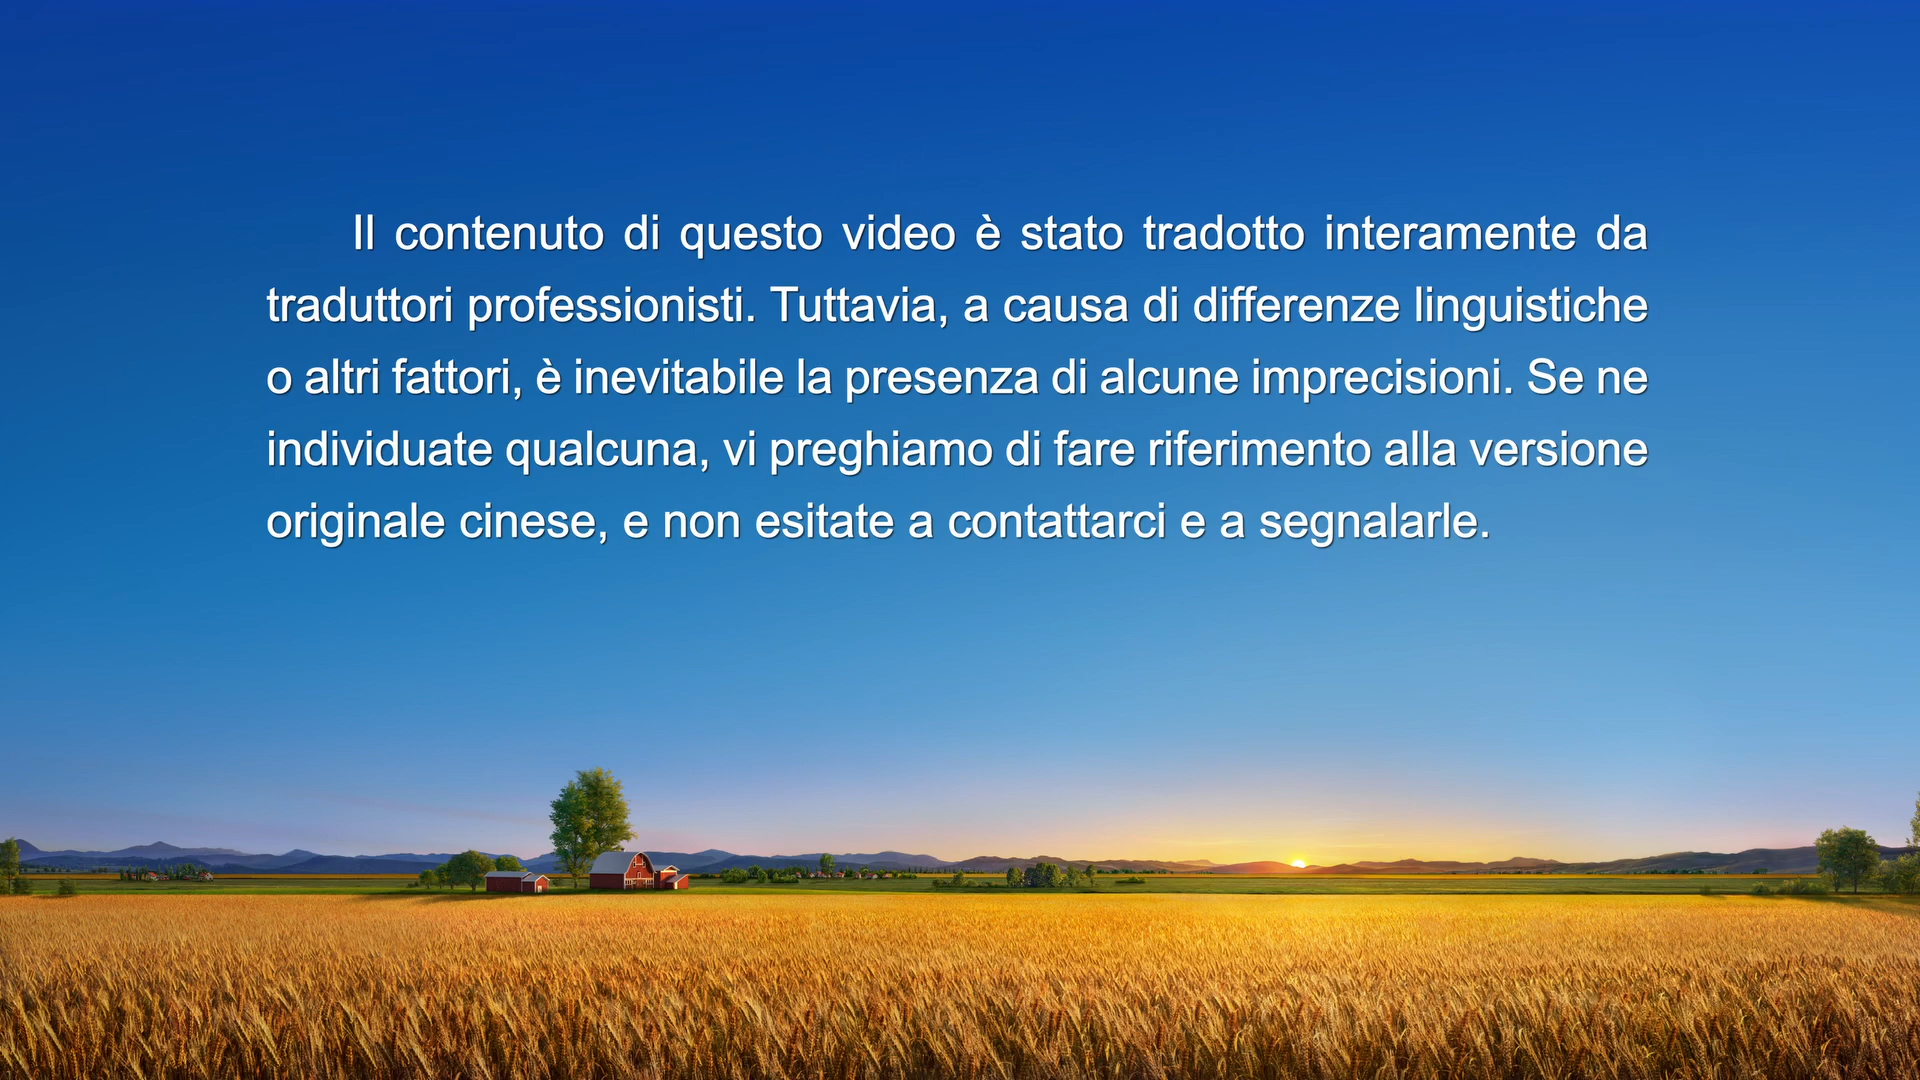 Il contenuto di questo video è stato tradotto interamente da
traduttori professionisti. Tuttavia, a causa di differenze linguistiche
o altri fattori, è inevitabile la presenza di alcune imprecisioni. Se ne
individuate qualcuna, vi preghiamo di fare riferimento alla versione
originale cinese, e non esitate a contattarci e a segnalarle.